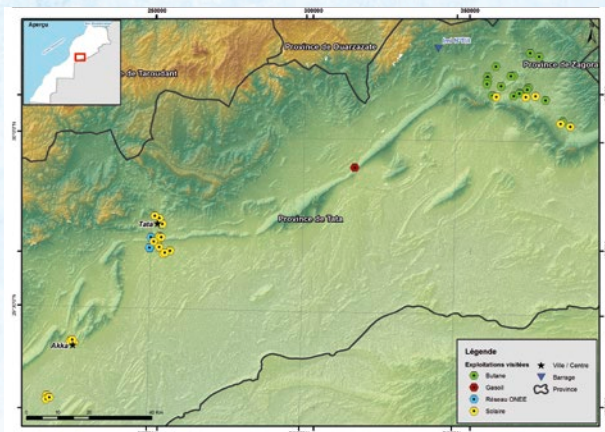 Aperçu
Province de Ouarzazate
Province de Zagora
de Taroudant
Tata
Province de Tata
Akka
Légende
Exploitations visitées
Butane
Gasoil
Réseau ONEE
Solaire
Ville / Centre
Barrage
Province